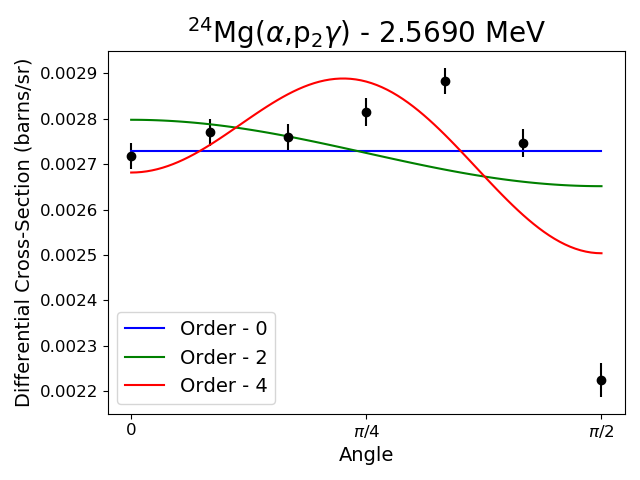 ²⁴Mg(α,p₂γ) - 2.5690 MeV
Differential Cross-Section (barns/sr)
0.0029
0.0028
0.0027
0.0026
0.0025
0.0024
0.0023
0.0022
Order - 0
Order - 2
Order - 4
0 π/4 π/2
Angle